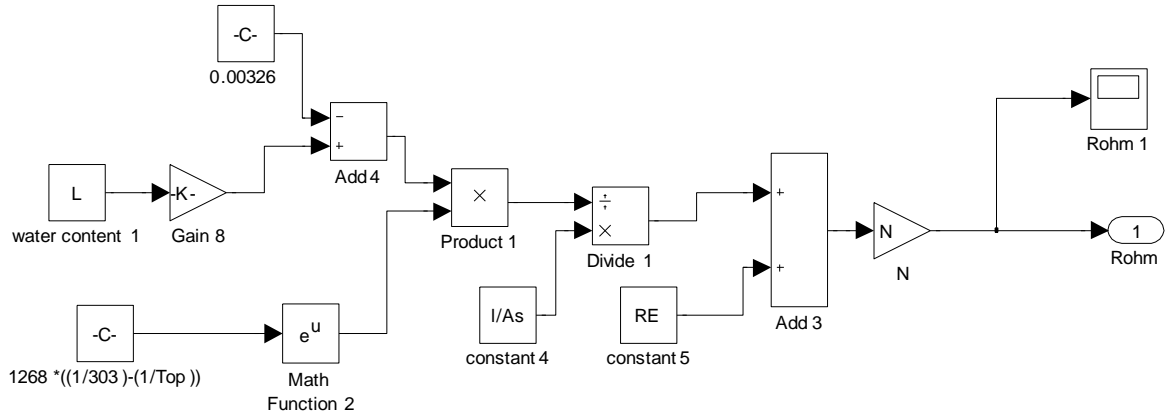 -C-
0.00326
−
+
Add 4
L
water content 1
-K-
Gain 8
×
Product 1
÷
×
Divide 1
-C-
1268 *((1/303 )-(1/Top ))
e^u
Math
Function 2
l/As
constant 4
RE
constant 5
+
+
Add 3
N
N
Rohm 1
1
Rohm